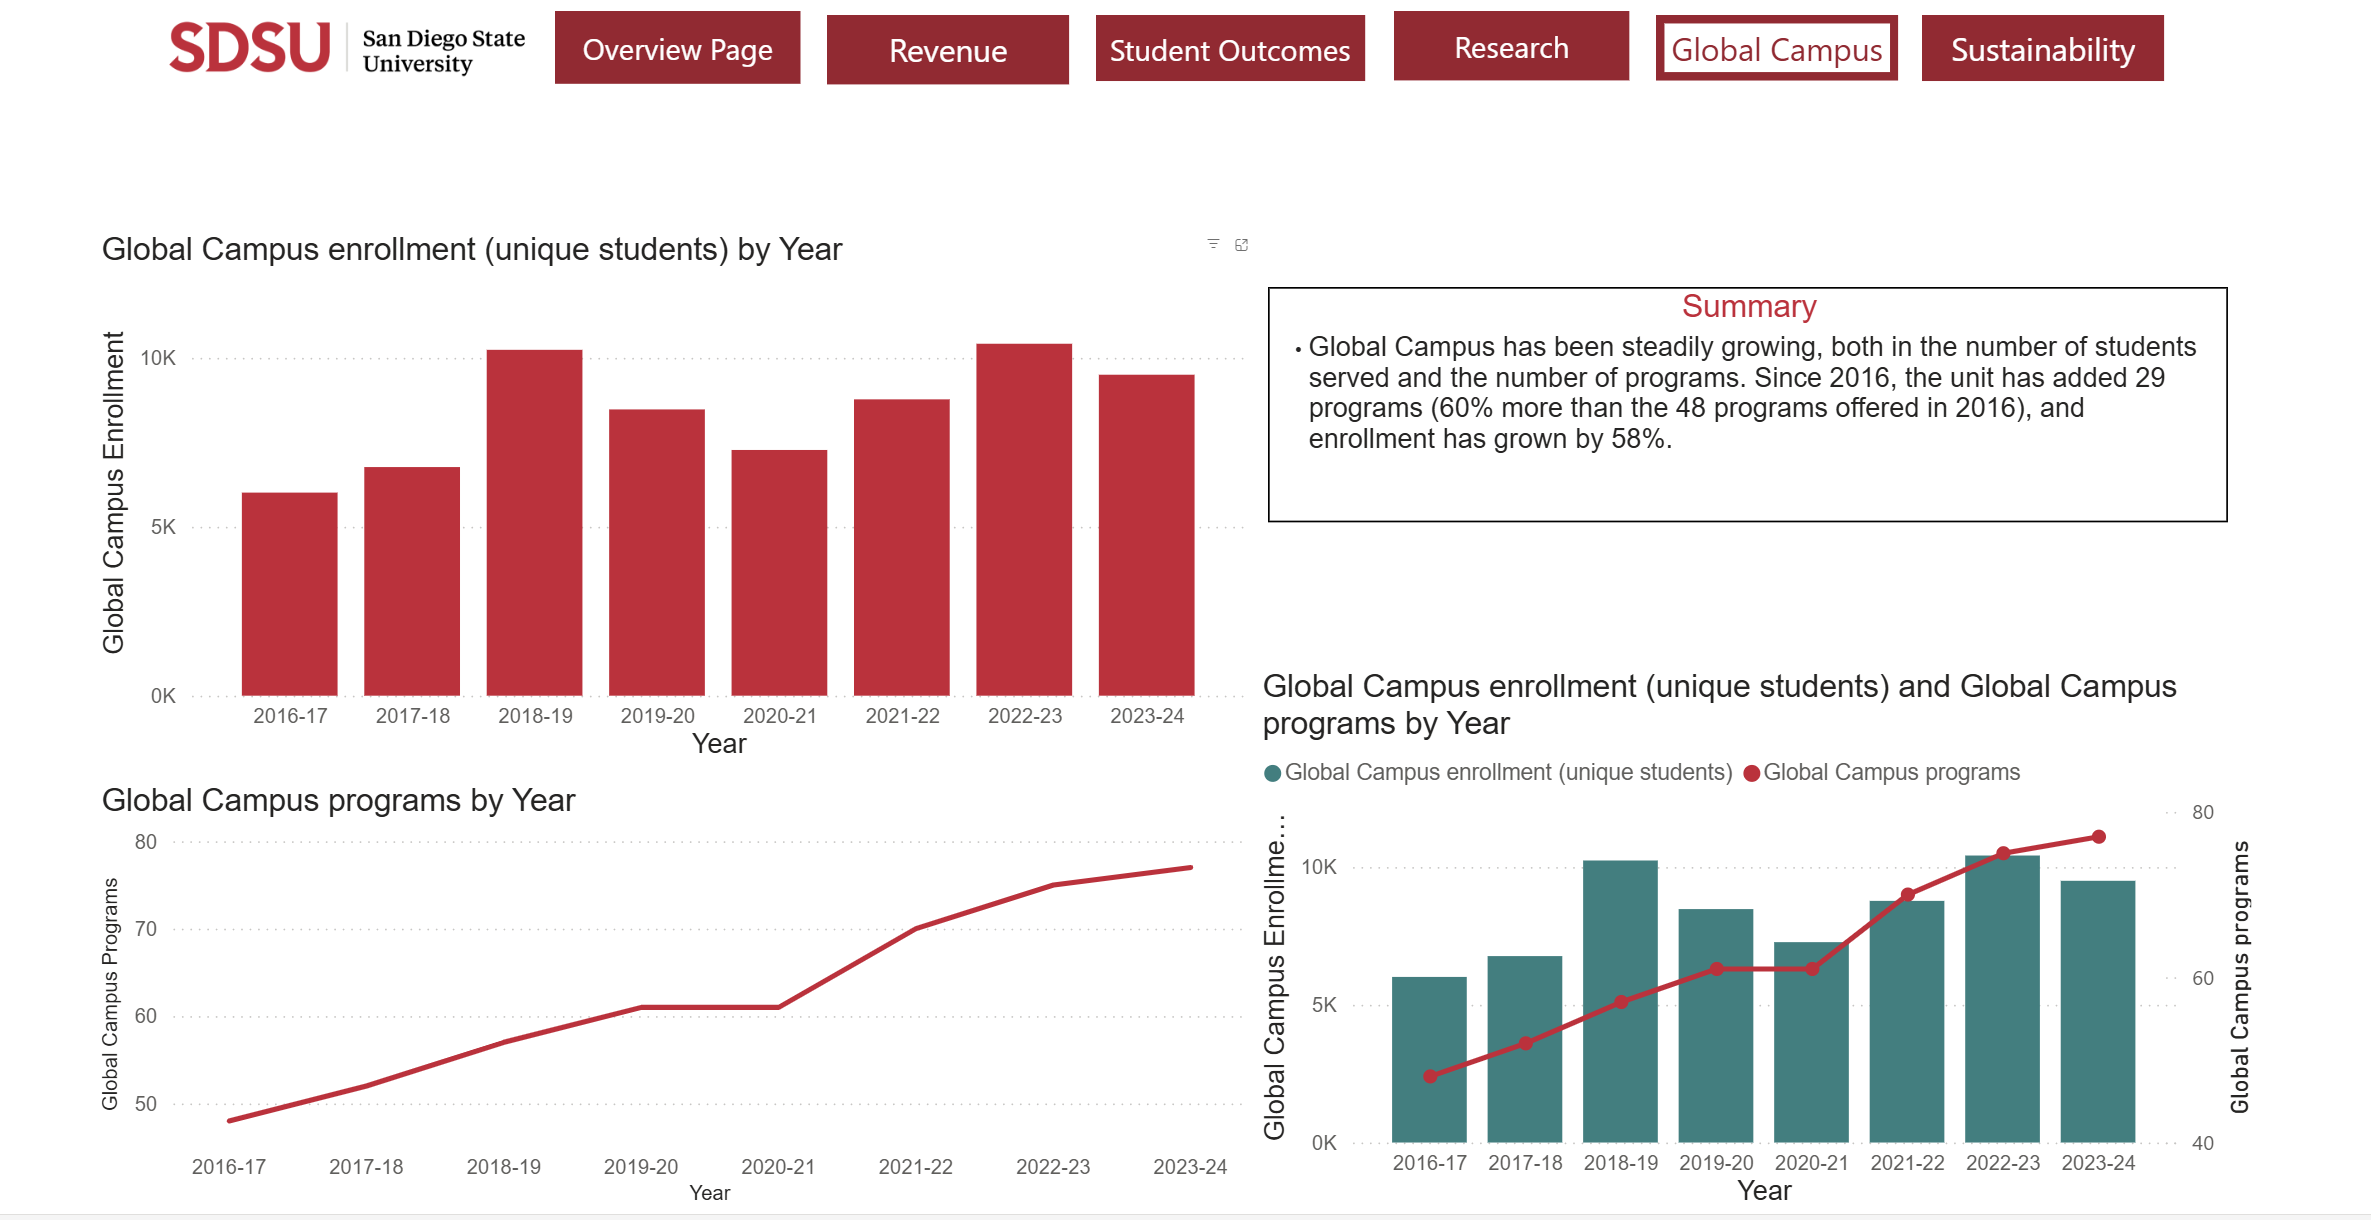 SDSU
San Diego State
University
Overview Page
Revenue
Student Outcomes
Research
Global Campus
Sustainability
Global Campus enrollment (unique students) by Year
Global Campus Enrollment
10K
5K
0K
2016-17 2017-18 2018-19 2019-20 2020-21 2021-22 2022-23 2023-24
Year
Summary
• Global Campus has been steadily growing, both in the number of students
served and the number of programs. Since 2016, the unit has added 29
programs (60% more than the 48 programs offered in 2016), and
enrollment has grown by 58%.
Global Campus programs by Year
Global Campus Programs
80
70
60
50
2016-17 2017-18 2018-19 2019-20 2020-21 2021-22 2022-23 2023-24
Year
Global Campus enrollment (unique students) and Global Campus
programs by Year
Global Campus enrollment (unique students) Global Campus programs
Global Campus Enrollme...
10K
5K
0K
80
60
40
Global Campus programs
2016-17 2017-18 2018-19 2019-20 2020-21 2021-22 2022-23 2023-24
Year